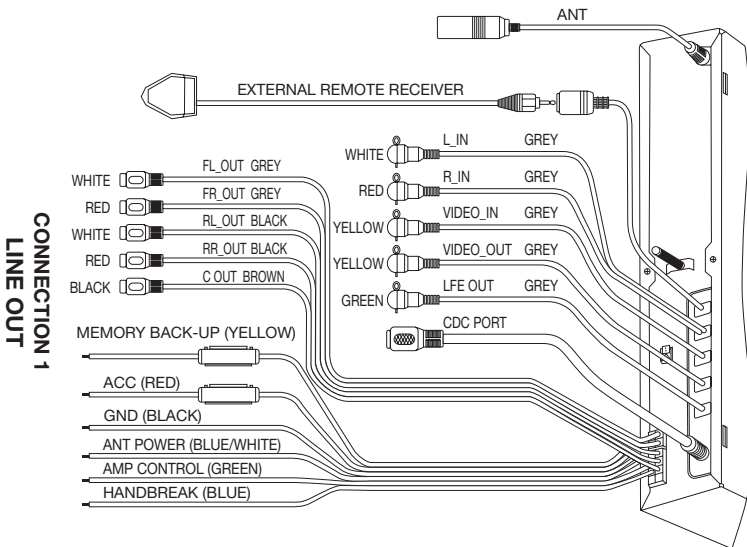 CONNECTION 1
LINE OUT
ANT
EXTERNAL REMOTE RECEIVER
WHITE FL_OUT GREY
RED FR_OUT GREY
WHITE RL_OUT BLACK
RED RR_OUT BLACK
BLACK C OUT BROWN
WHITE L_IN GREY
RED R_IN GREY
YELLOW VIDEO_IN GREY
YELLOW VIDEO_OUT GREY
GREEN LFE OUT GREY
CDC PORT
MEMORY BACK-UP (YELLOW)
ACC (RED)
GND (BLACK)
ANT POWER (BLUE/WHITE)
AMP CONTROL (GREEN)
HANDBREAK (BLUE)